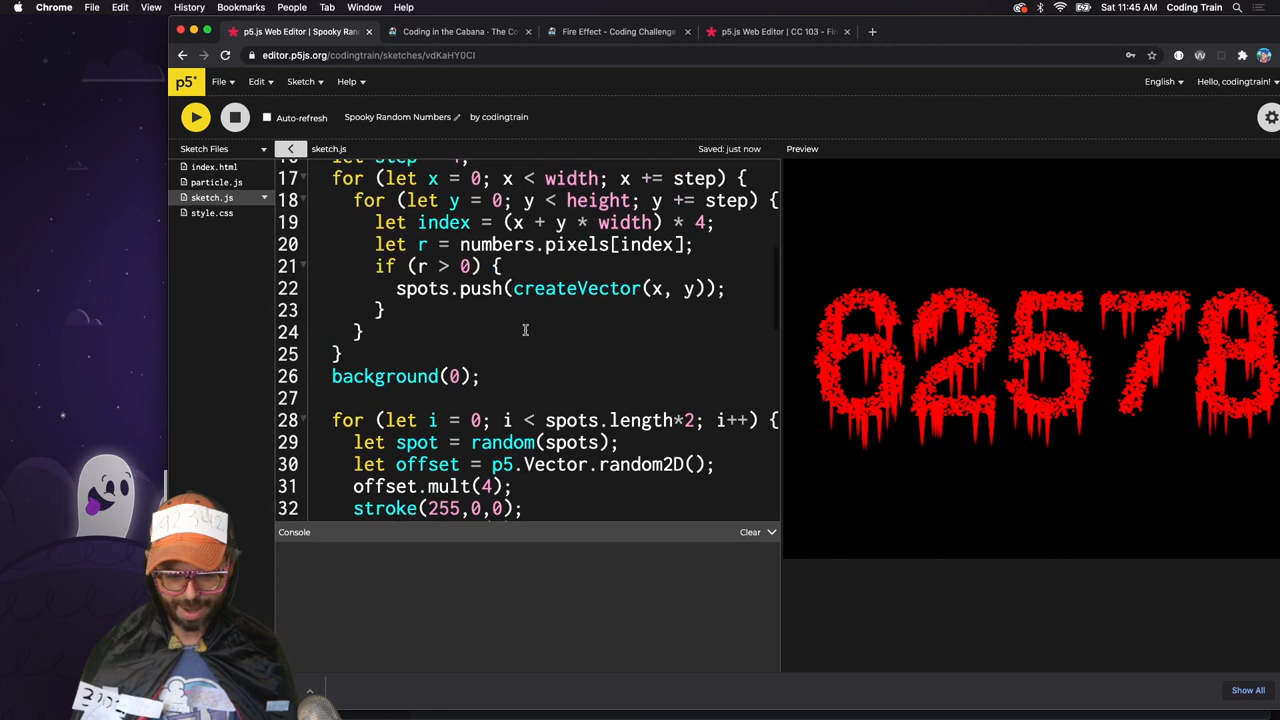 Chrome File Edit View History Bookmarks People Tab Window Help Sat 11:45 AM Coding Train
p5.js Web Editor | Spooky Ran
Coding in the Cabana · The Co
Fire Effect - Coding Challenge
p5.js Web Editor | CC 103 - Fir
editor.p5js.org/codingtrain/sketches/vdKaHY0CI
p5* File Edit Sketch Help English Hello, codingtrain!
Auto-refresh Spooky Random Numbers by codingtrain
Sketch Files sketch.js Saved: just now Preview
index.html
particle.js
sketch.js
style.css
17 for (let x = 0; x < width; x += step) {
18 for (let y = 0; y < height; y += step) {
19 let index = (x + y * width) * 4;
20 let r = numbers.pixels[index];
21 if (r > 0) {
22 spots.push(createVector(x, y));
23 }
24 }
25 }
26 background(0);
27
28 for (let i = 0; i < spots.length*2; i++) {
29 let spot = random(spots);
30 let offset = p5.Vector.random2D();
31 offset.mult(4);
32 stroke(255,0,0);
62578
Console Clear
92342
Show All